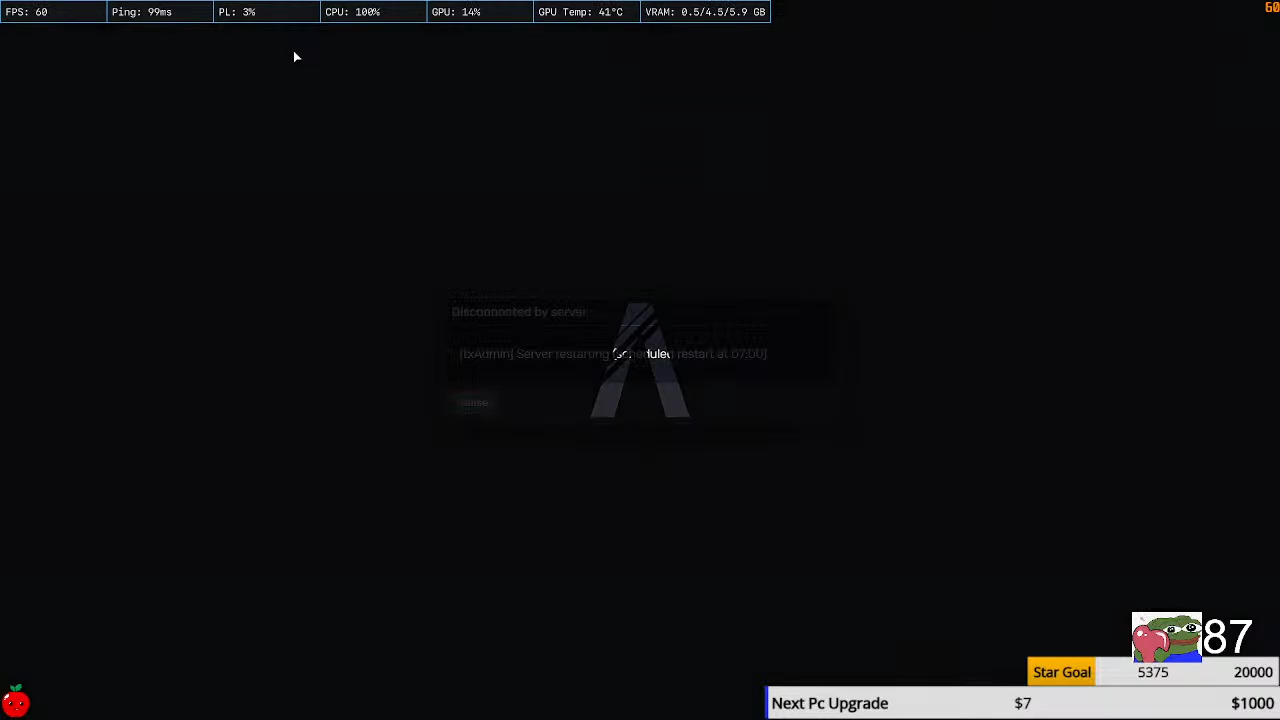 FPS: 60 Ping: 99ms PL: 3% CPU: 100% GPU: 14% GPU Temp: 41°C VRAM: 0.5/4.5/5.9 GB
60
Disconnected by server
[txAdmin] Server restarting (scheduled restart at 07:00)
87
Star Goal 5375 20000
Next Pc Upgrade $7 $1000